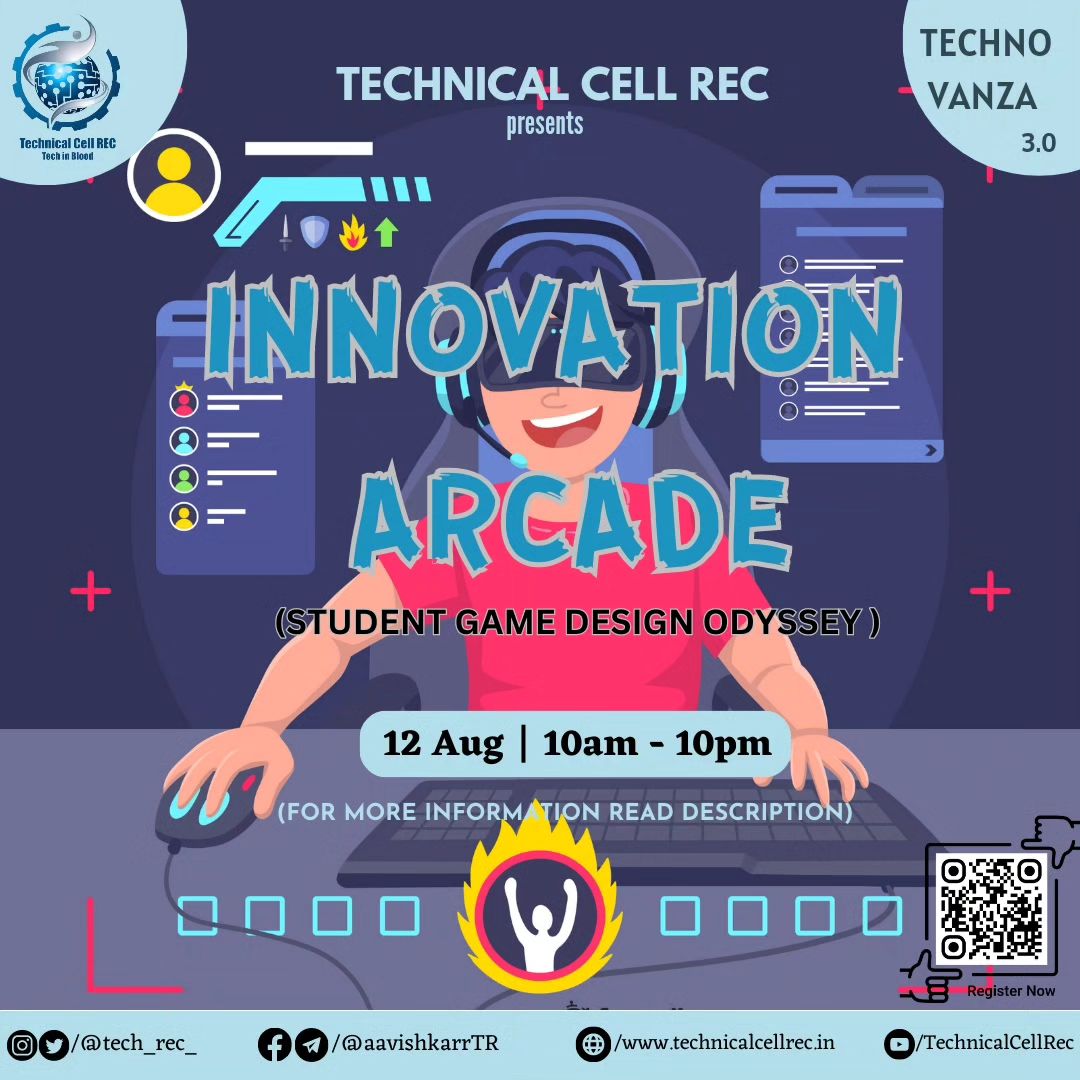 Technical Cell REC
Tech in Blood
TECHNICAL CELL REC
presents
TECHNO
VANZA
3.0
INNOVATION
ARCADE
(STUDENT GAME DESIGN ODYSSEY )
12 Aug | 10am - 10pm
(FOR MORE INFORMATION READ DESCRIPTION)
Register Now
/@tech_rec_
/@aavishkarrTR
/www.technicalcellrec.in
/TechnicalCellRec